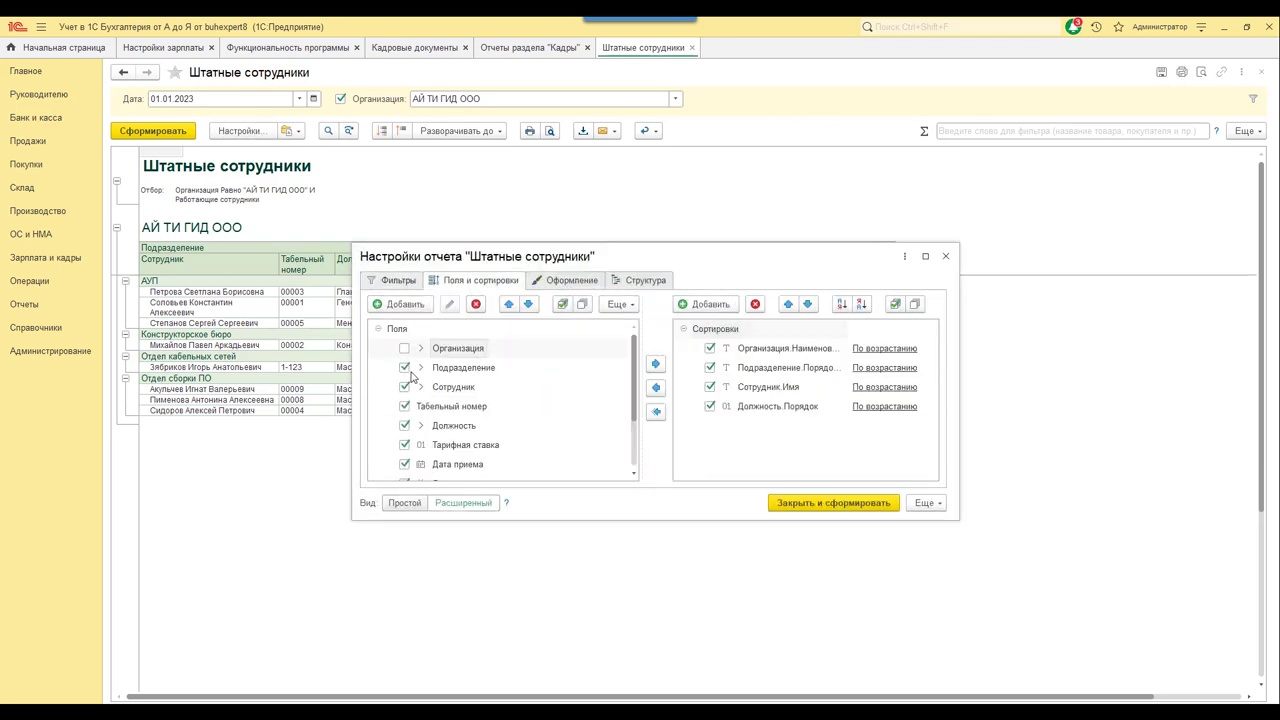 1С Учет в 1С Бухгалтерия от А до Я от buhexpert8 (1С:Предприятие) Поиск Ctrl+Shift+F 3 Администратор
Начальная страница Настройки зарплаты × Функциональность программы × Кадровые документы × Отчеты раздела "Кадры" × Штатные сотрудники ×
Главное
Руководителю
Банк и касса
Продажи
Покупки
Склад
Производство
ОС и НМА
Зарплата и кадры
Операции
Отчеты
Справочники
Администрирование
Штатные сотрудники
Дата: 01.01.2023 Организация: АЙ ТИ ГИД ООО
Сформировать Настройки... Разворачивать до Σ Введите слово для фильтра (название товара, покупателя и пр.) ? Еще
Штатные сотрудники
Отбор: Организация Равно "АЙ ТИ ГИД ООО" И
Работающие сотрудники
АЙ ТИ ГИД ООО
Подразделение
Сотрудник Табельный номер
АУП
Петрова Светлана Борисовна 00003 Гла
Соловьев Константин Алексеевич 00001 Ген
Степанов Сергей Сергеевич 00005 Мен
Конструкторское бюро
Михайлов Павел Аркадьевич 00002 Кон
Отдел кабельных сетей
Зябриков Игорь Анатольевич 1-123 Мас
Отдел сборки ПО
Акульчев Игнат Валерьевич 00009 Мас
Пименова Антонина Алексеевна 00008 Мас
Сидоров Алексей Петрович 00004 Мас
Настройки отчета "Штатные сотрудники"
Фильтры Поля и сортировки Оформление Структура
Добавить Еще Добавить
Поля
Организация
Подразделение
Сотрудник
Табельный номер
Должность
01 Тарифная ставка
Дата приема
Сортировки
Организация.Наименов... По возрастанию
Подразделение.Порядо... По возрастанию
Сотрудник.Имя По возрастанию
01 Должность.Порядок По возрастанию
Вид: Простой Расширенный ? Закрыть и сформировать Еще